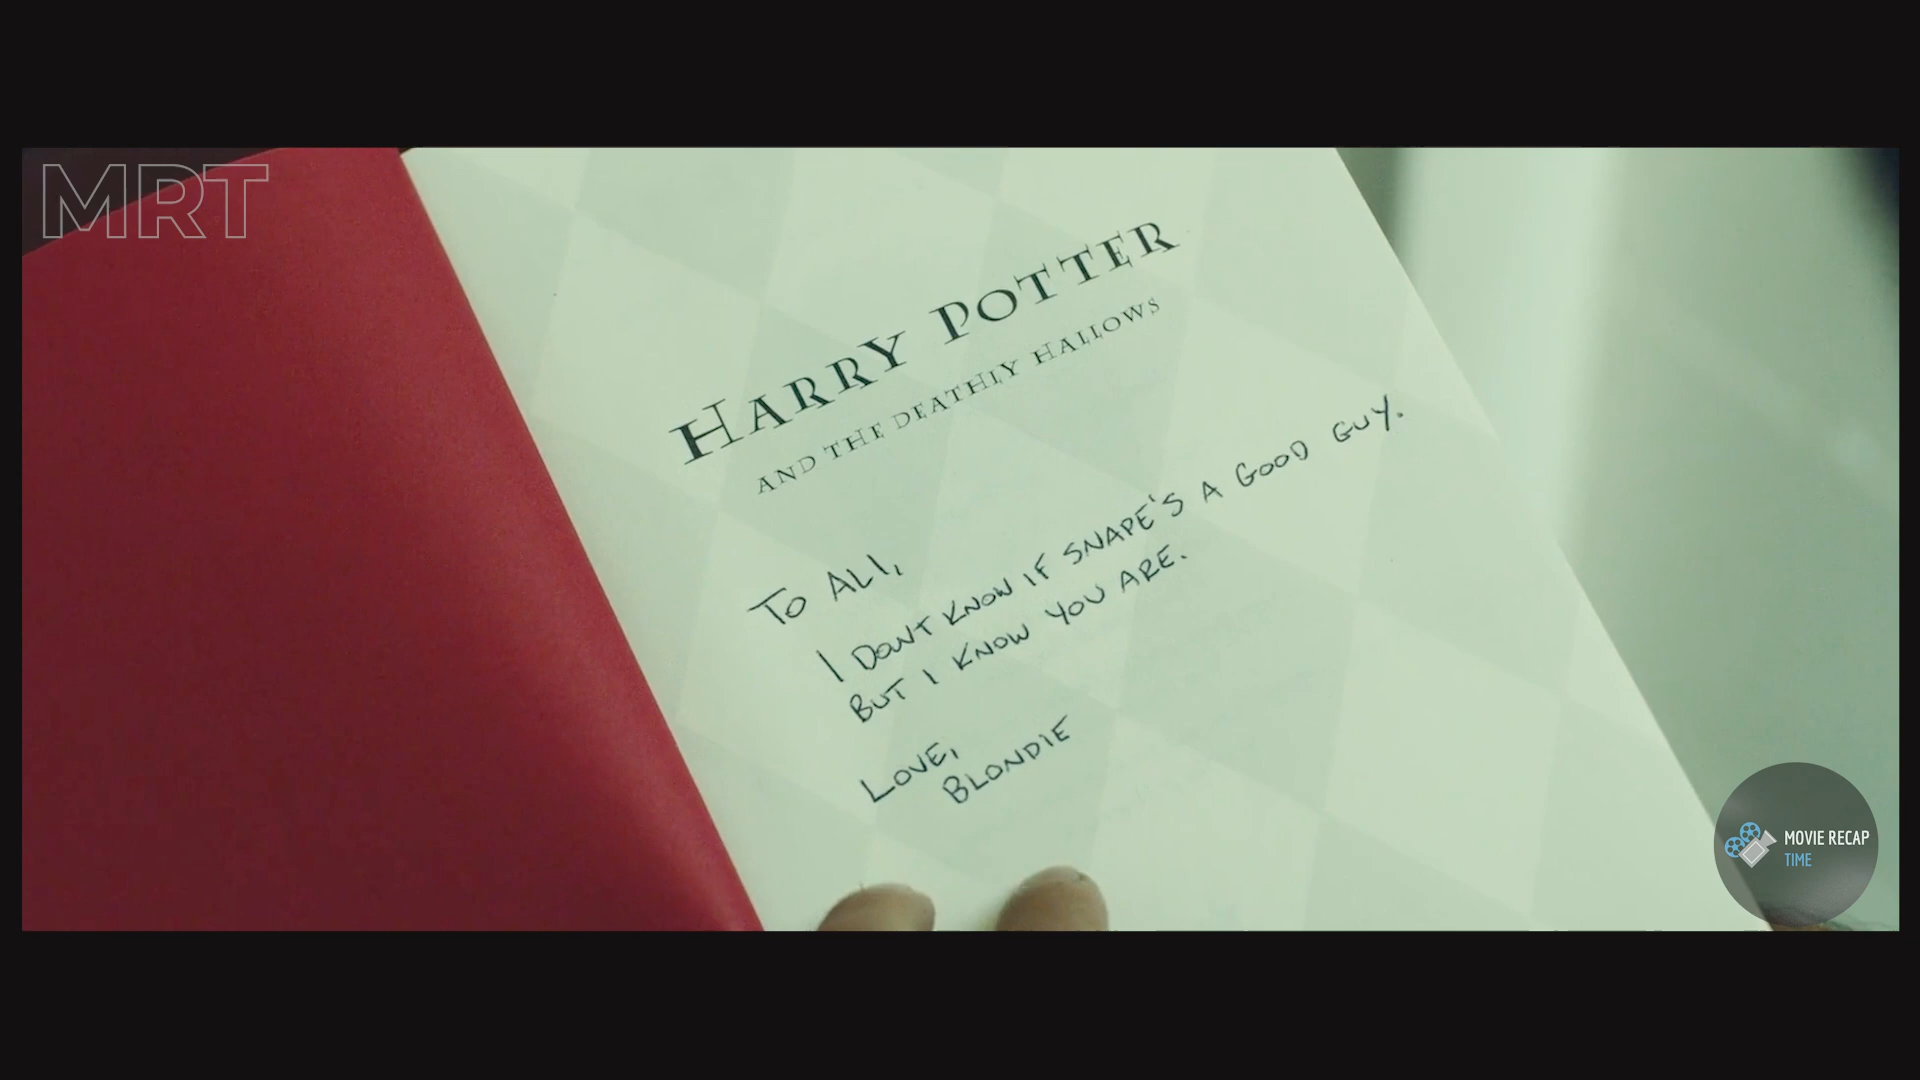 MRT
HARRY POTTER
AND THE DEATHLY HALLOWS
TO ALI,
I DON'T KNOW IF SNAPE'S A GOOD GUY.
BUT I KNOW YOU ARE.
LOVE,
BLONDIE
MOVIE RECAP
TIME